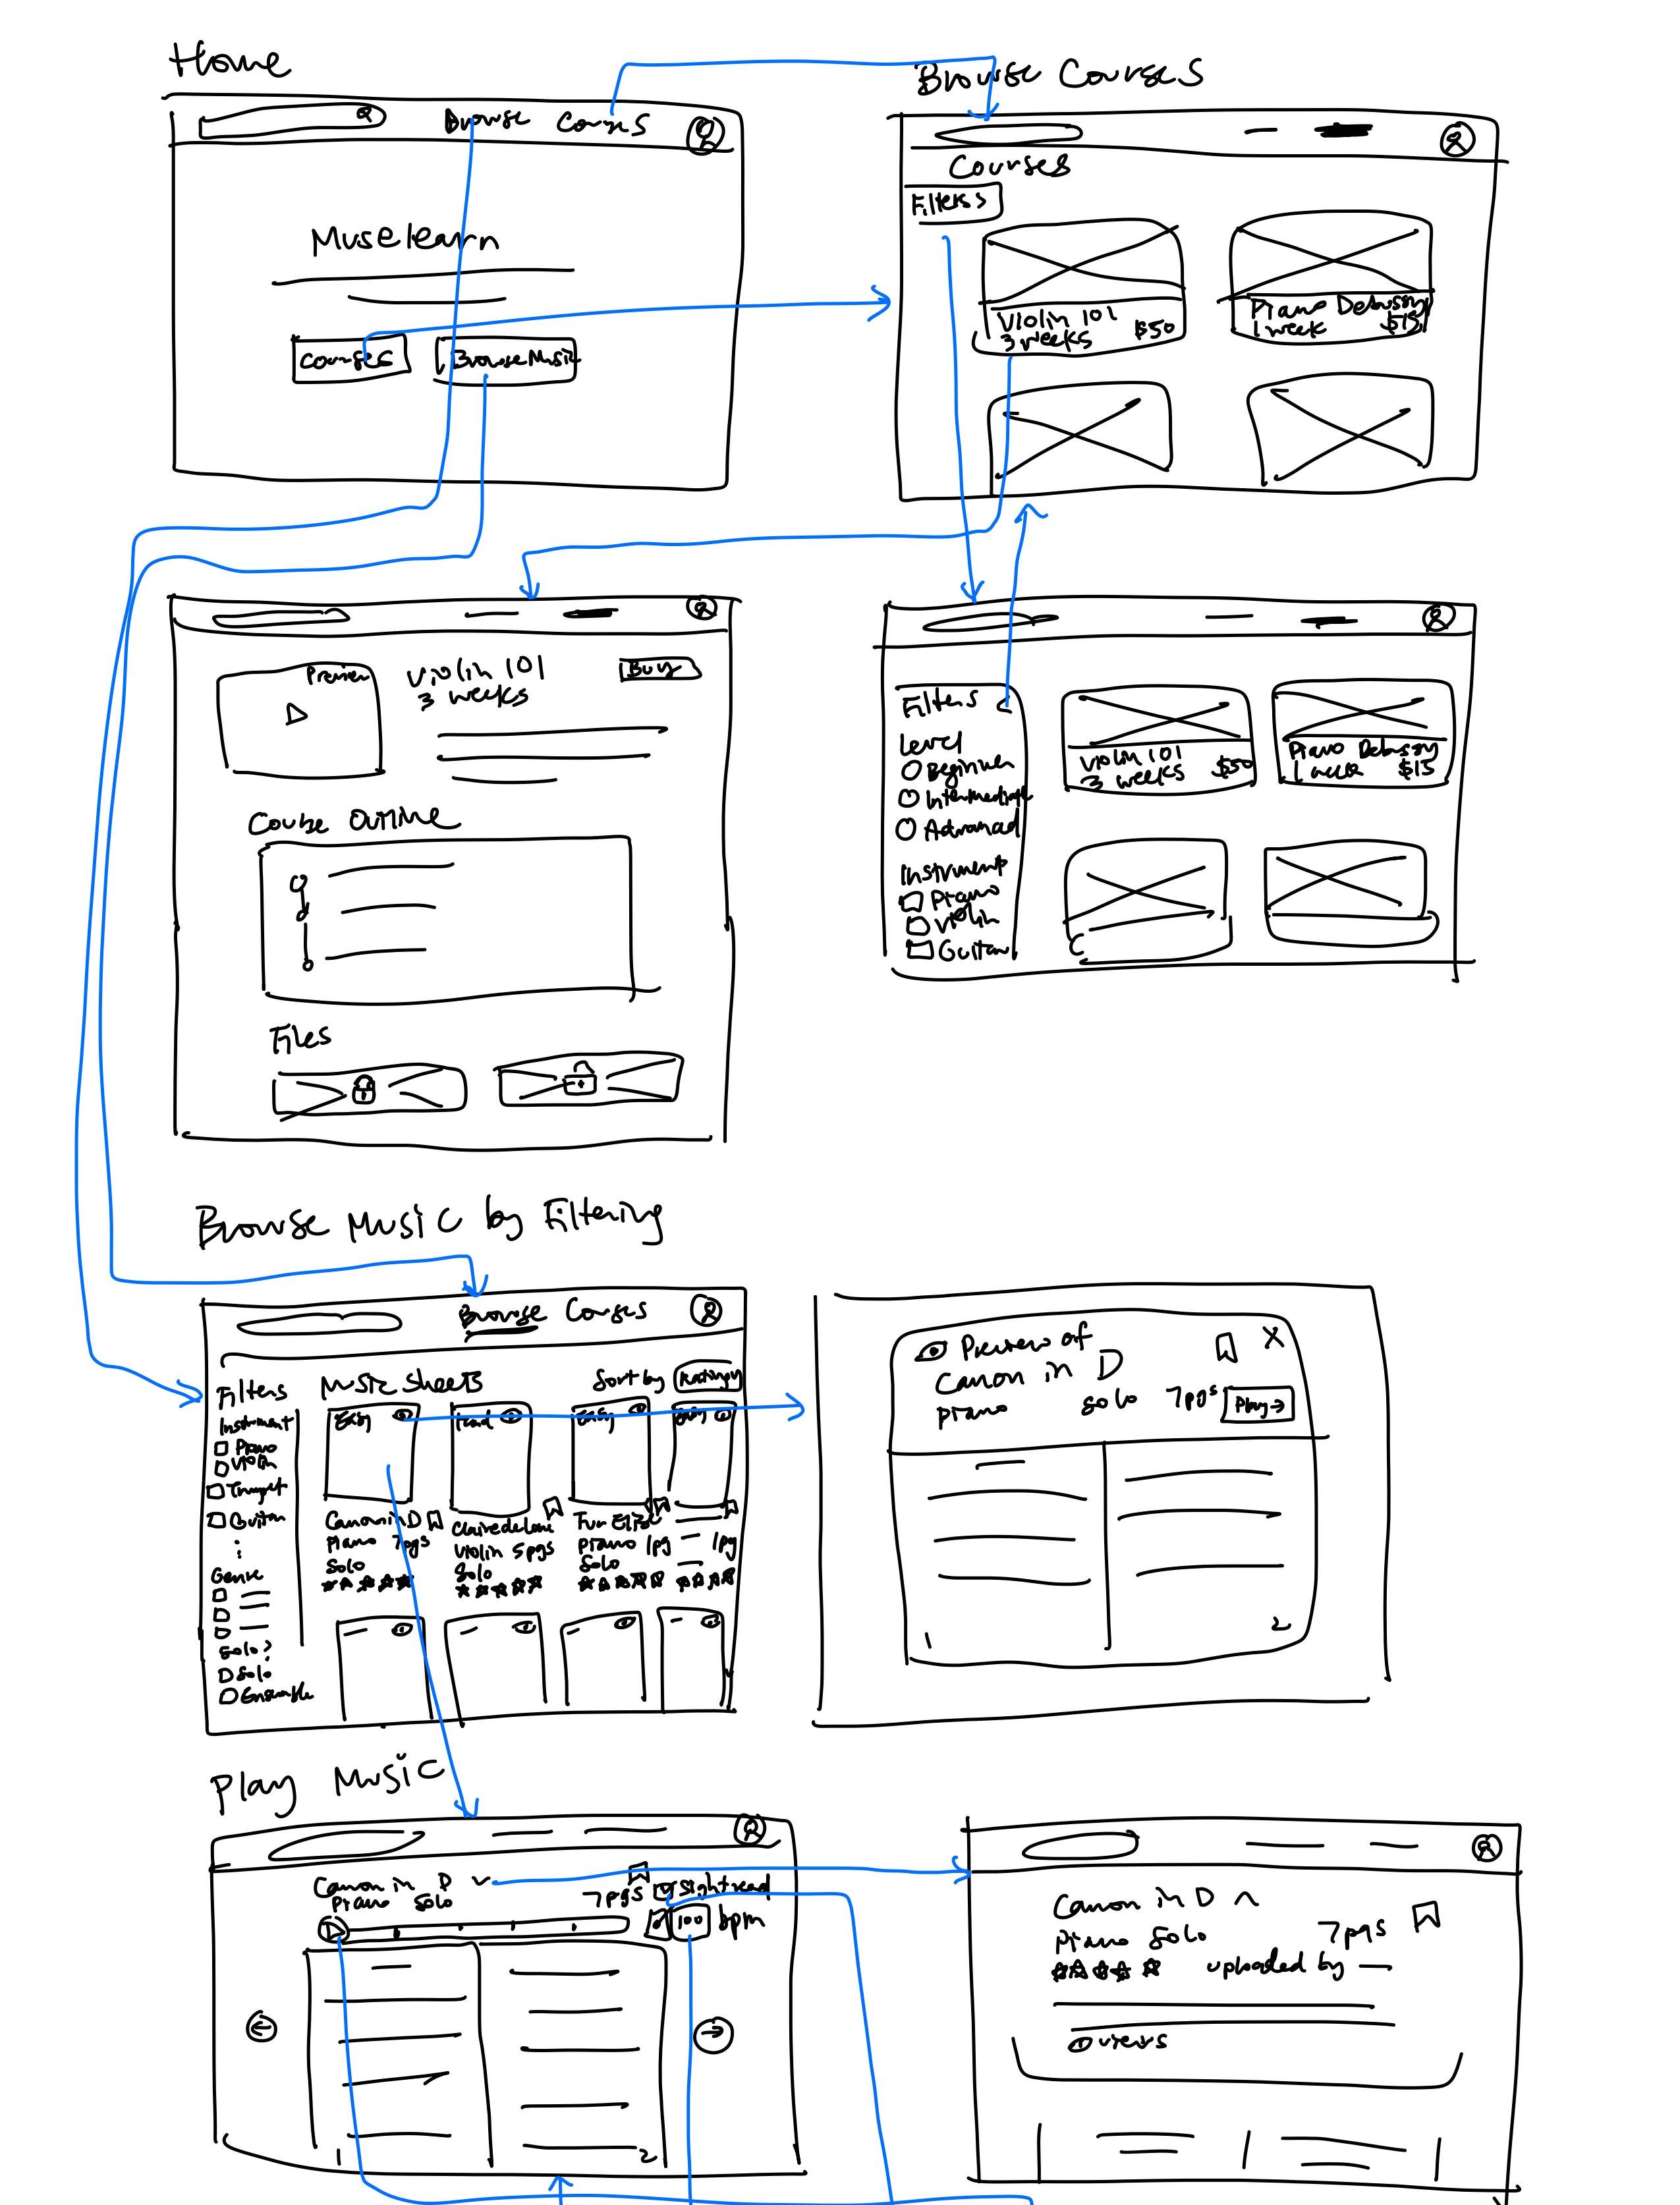 Home
Browse Courses
Muselearn
Courses
Browse Music
Browse Courses
Courses
Filters >
Violin 101
3 weeks $50
Piano Debussy
1 week $15
Preview
Violin 101
3 weeks
Buy
Course Outline
Files
Filters <
Level
Beginner
Intermediate
Advanced
Instrument
Piano
Violin
Guitar
Violin 101
3 weeks $50
Piano Debussy
1 week $15
Browse Music by Filtering
Browse Courses
Filters
Instrument
Piano
Violin
Trumpet
Guitar
Genre
Solo?
Solo
Ensemble
Music Sheets
Sort by
Easy
Hard
Easy
Easy
Canon in D
Piano 7pgs
Solo
Claire de Lune
Violin 5pgs
Solo
Fur Elise
Piano 1pg
Solo
1pg
Preview of
Canon in D
Piano Solo 7pgs Play →
1
2
Play Music
Canon in D
Piano Solo
7pgs Sightread
100 bpm
1
2
Canon in D
Piano Solo 7pgs
uploaded by
views